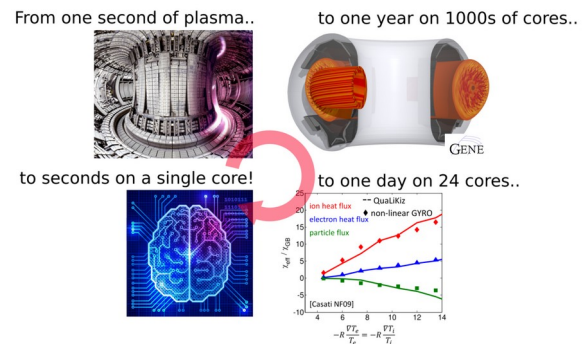 From one second of plasma..
to one year on 1000s of cores..
GENE
to seconds on a single core!
to one day on 24 cores..
25
20
15
10
5
0
-5
-10
χeff / χGB
ion heat flux
electron heat flux
particle flux
QuaLiKiz
non-linear GYRO
[Casati NF09]
4 6 8 10 12 14
−R ∇Te/Te = −R ∇Ti/Ti